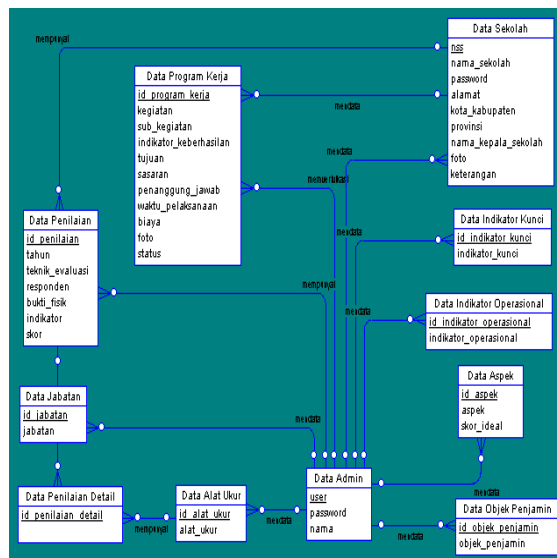 mempunyai
Data Sekolah
nss
nama_sekolah
password
alamat
kota_kabupaten
provinsi
nama_kepala_sekolah
foto
keterangan
Data Program Kerja
id_program_kerja
kegiatan
sub_kegiatan
indikator_keberhasilan
tujuan
sasaran
penanggung_jawab
waktu_pelaksanaan
biaya
foto
status
mendata
mendata
memverifikasi
Data Penilaian
id_penilaian
tahun
teknik_evaluasi
responden
bukti_fisik
indikator
skor
Data Indikator Kunci
id_indikator_kunci
indikator_kunci
mendata
mempunyai
Data Indikator Operasional
id_indikator_operasional
indikator_operasional
mendata
Data Jabatan
id_jabatan
jabatan
mendata
Data Aspek
id_aspek
aspek
skor_ideal
mendata
Data Penilaian Detail
id_penilaian_detail
mempunyai
Data Alat Ukur
id_alat_ukur
alat_ukur
mendata
Data Admin
user
password
nama
mendata
Data Objek Penjamin
id_objek_penjamin
objek_penjamin